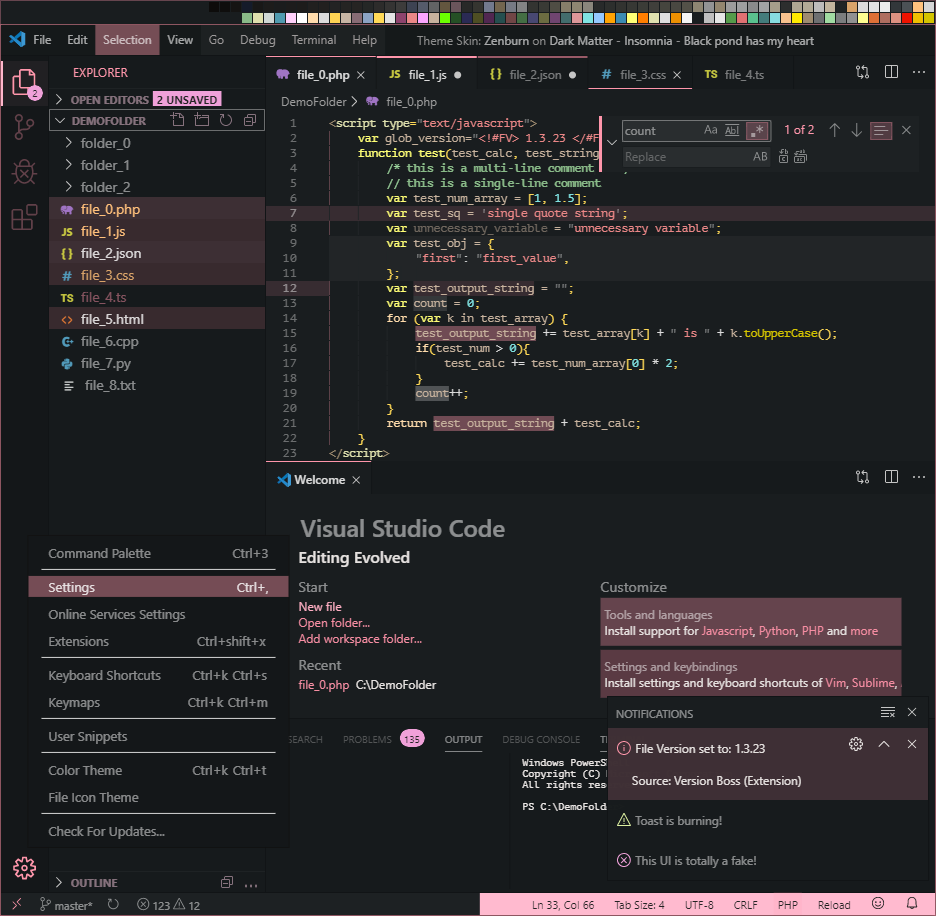 File Edit Selection View Go Debug Terminal Help Theme Skin: Zenburn on Dark Matter - Insomnia - Black pond has my heart
EXPLORER
2
OPEN EDITORS 2 UNSAVED
DEMOFOLDER
folder_0
folder_1
folder_2
file_0.php
JS file_1.js
{} file_2.json
# file_3.css
TS file_4.ts
<> file_5.html
file_6.cpp
file_7.py
file_8.txt
file_0.php JS file_1.js {} file_2.json # file_3.css TS file_4.ts
DemoFolder > file_0.php
count Aa Abl .* 1 of 2
Replace AB
1 <script type="text/javascript">
2 var glob_version="<!#FV> 1.3.23 </#F
3 function test(test_calc, test_string
4 /* this is a multi-line comment
5 // this is a single-line comment
6 var test_num_array = [1, 1.5];
7 var test_sq = 'single quote string';
8 var unnecessary_variable = "unnecessary variable";
9 var test_obj = {
10 "first": "first_value",
11 };
12 var test_output_string = "";
13 var count = 0;
14 for (var k in test_array) {
15 test_output_string += test_array[k] + " is " + k.toUpperCase();
16 if(test_num > 0){
17 test_calc += test_num_array[0] * 2;
18 }
19 count++;
20 }
21 return test_output_string + test_calc;
22 }
23 </script>
Welcome
Visual Studio Code
Editing Evolved
Start
New file
Open folder...
Add workspace folder...
Recent
file_0.php C:\DemoFolder
Customize
Tools and languages
Install support for Javascript, Python, PHP and more
Settings and keybindings
Install settings and keyboard shortcuts of Vim, Sublime,
Command Palette Ctrl+3
Settings Ctrl+,
Online Services Settings
Extensions Ctrl+shift+x
Keyboard Shortcuts Ctrl+k Ctrl+s
Keymaps Ctrl+k Ctrl+m
User Snippets
Color Theme Ctrl+k Ctrl+t
File Icon Theme
Check For Updates...
SEARCH PROBLEMS 135 OUTPUT DEBUG CONSOLE T
Windows PowerS
Copyright (C)
All rights rese
PS C:\DemoFold
NOTIFICATIONS
File Version set to: 1.3.23
Source: Version Boss (Extension)
Toast is burning!
This UI is totally a fake!
OUTLINE
master* 123 12 Ln 33, Col 66 Tab Size: 4 UTF-8 CRLF PHP Reload